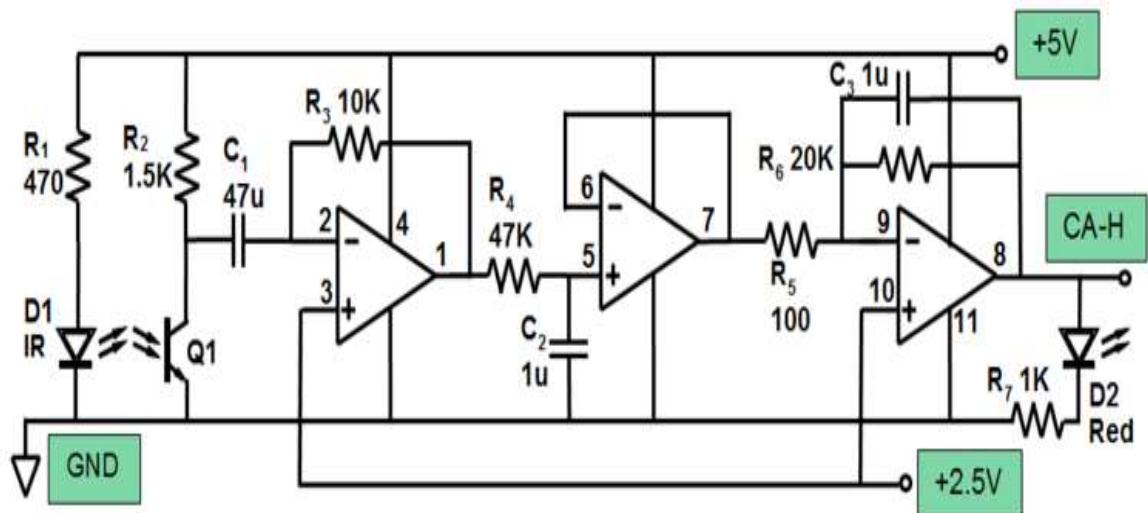 +5V
C3 1u
R3 10K
R1
470
R2
1.5K
C1
47u
R6 20K
R4
47K
6
7
9
CA-H
2
4
5
8
1
3
R5
100
10
11
D1
IR
Q1
C2
1u
R7 1K
D2
Red
GND
+2.5V
− + − + − +